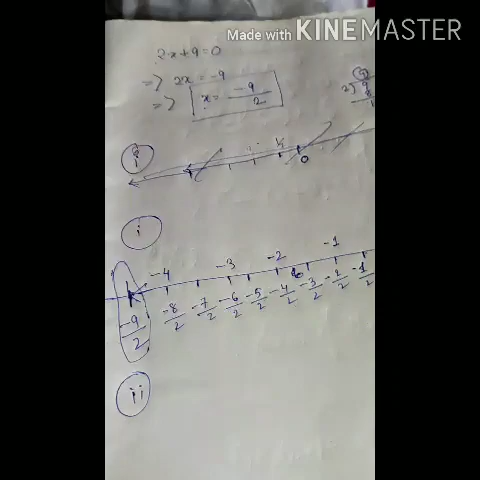 Made with KINEMASTER
2x+9=0
=> 2x = -9
=> x = -9/2
i
0
i
-4 -3 -2 -1
-9/2 -8/2 -7/2 -6/2 -5/2 -4/2 -3/2 -2/2 -1/2
ii